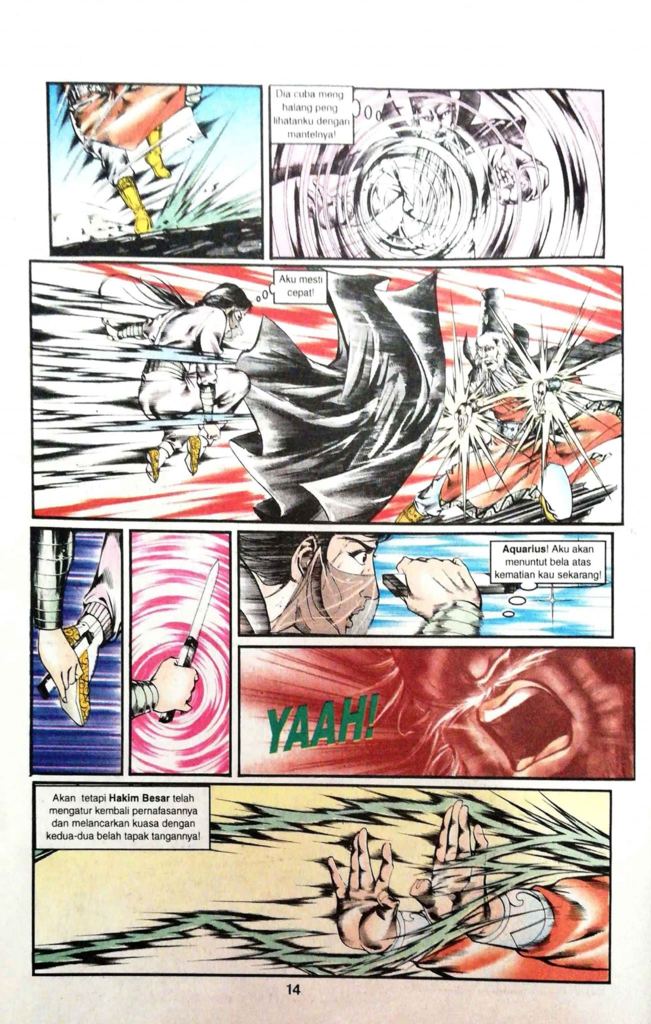 Dia cuba meng
halang peng
lihatanku dengan
mantelnya!
Aku mesti
cepat!
Aquarius! Aku akan
menuntut bela atas
kematian kau sekarang!
YAAH!
Akan tetapi Hakim Besar telah
mengatur kembali pernafasannya
dan melancarkan kuasa dengan
kedua-dua belah tapak tangannya!
14